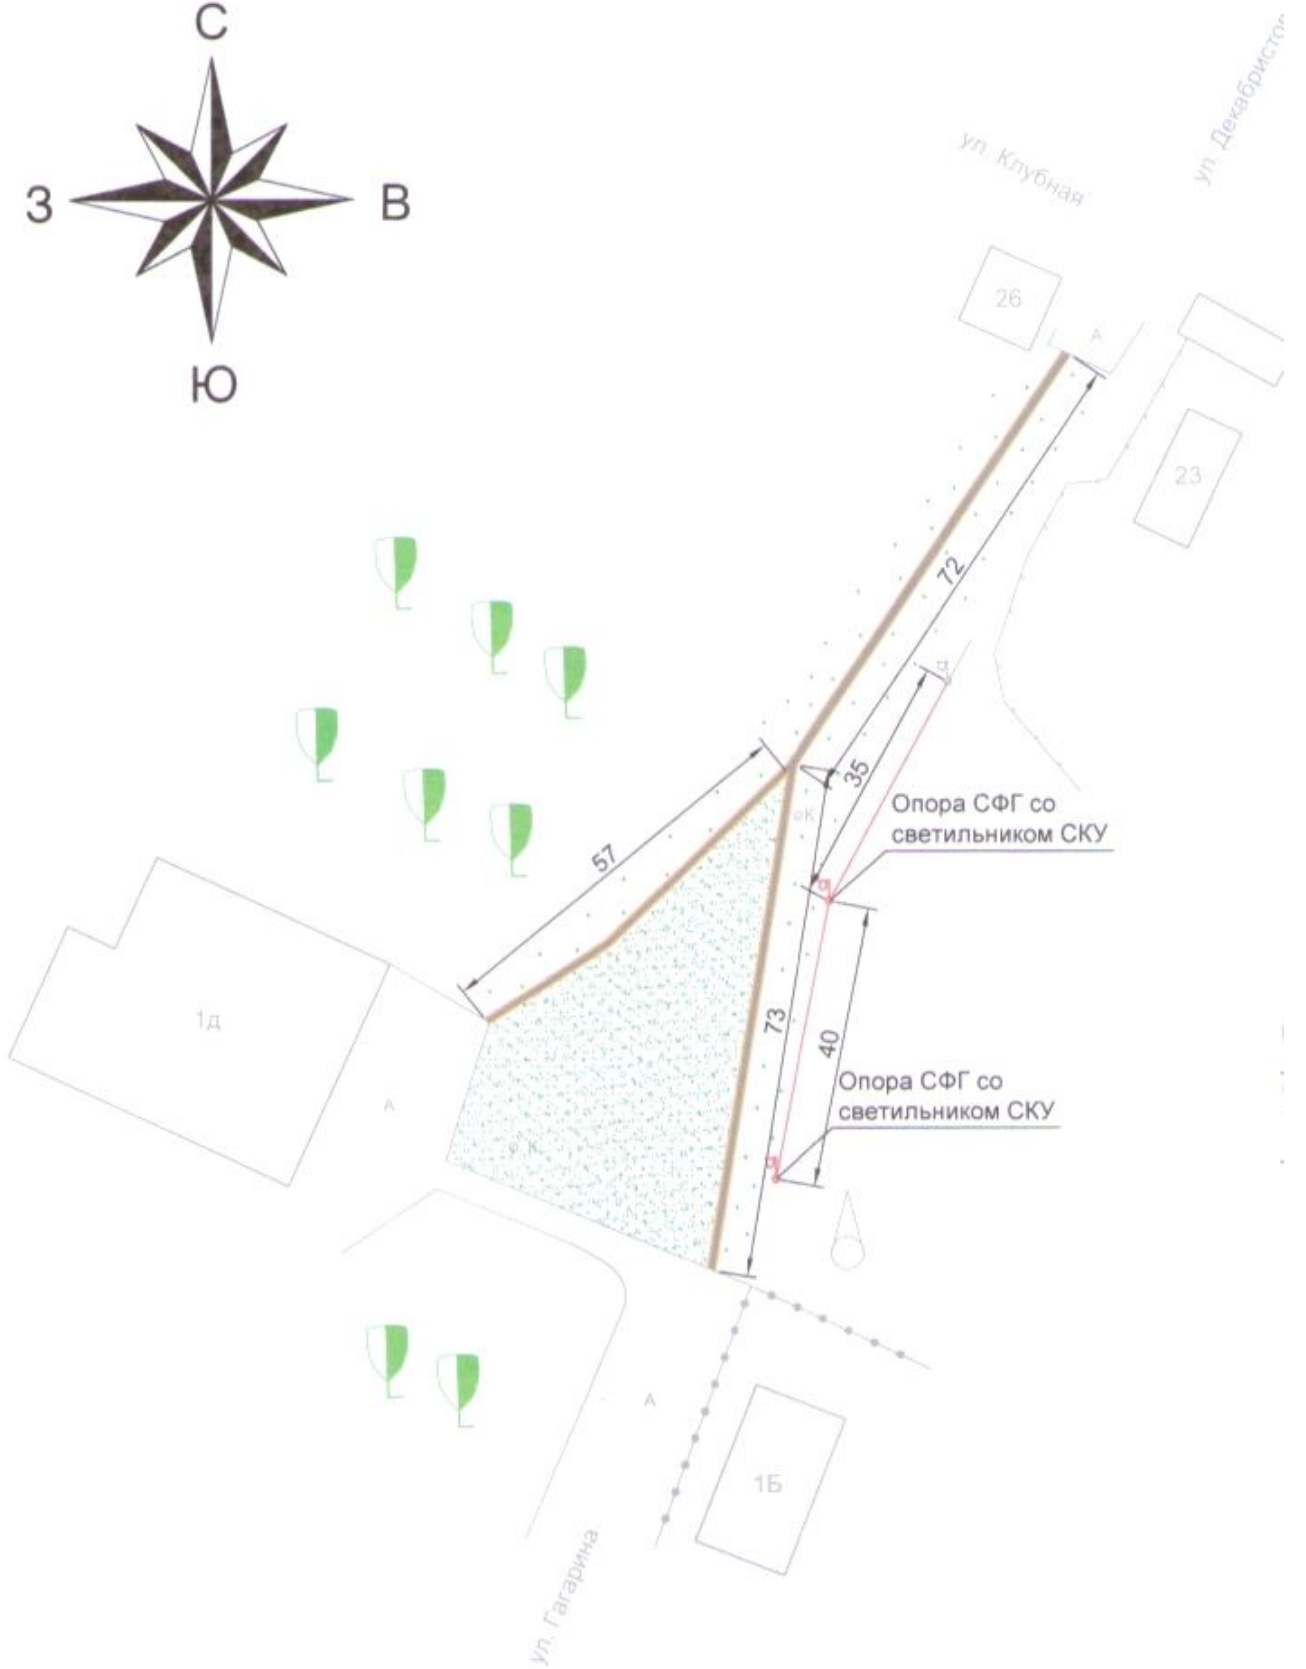 С
З
В
Ю
ул. Клубная
ул. Декабристов
26
А
23
72
35
Опора СФГ со
светильником СКУ
К
57
1д
73
40
А
Опора СФГ со
светильником СКУ
К
А
1Б
ул. Гагарина